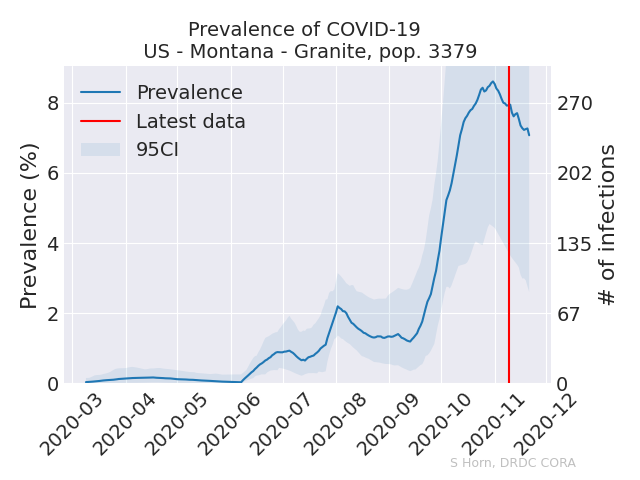 Prevalence of COVID-19
US - Montana - Granite, pop. 3379
Prevalence
Latest data
95CI
Prevalence (%)
8
6
4
2
0
# of infections
270
202
135
67
0
2020-03
2020-04
2020-05
2020-06
2020-07
2020-08
2020-09
2020-10
2020-11
2020-12
S Horn, DRDC CORA